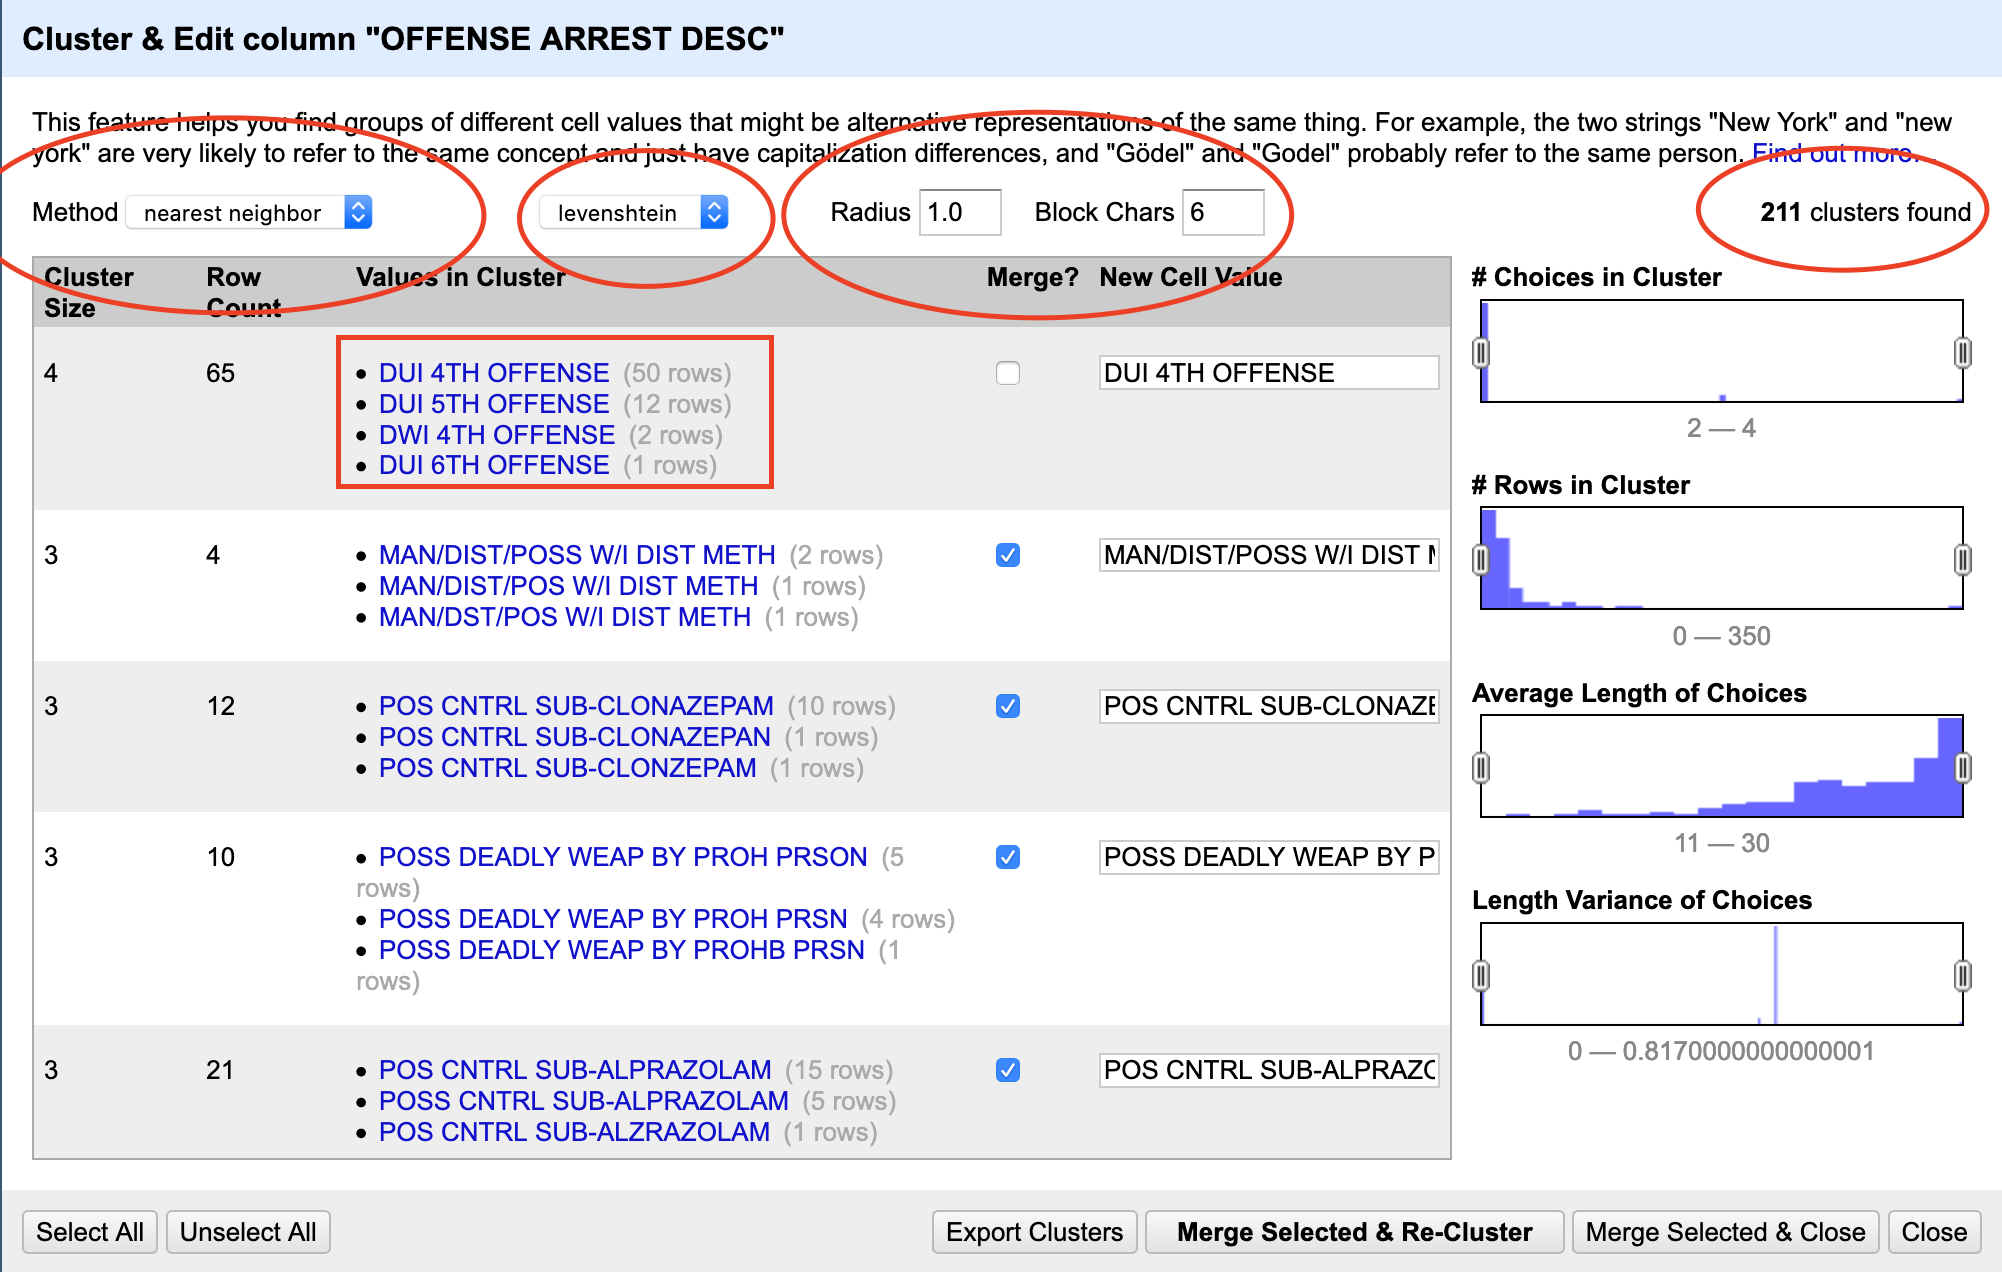 Cluster & Edit column "OFFENSE ARREST DESC"
This feature helps you find groups of different cell values that might be alternative representations of the same thing. For example, the two strings "New York" and "new
york" are very likely to refer to the same concept and just have capitalization differences, and "Gödel" and "Godel" probably refer to the same person. Find out more...
Method nearest neighbor levenshtein Radius 1.0 Block Chars 6 211 clusters found
Cluster Size Row Count Values in Cluster Merge? New Cell Value
4 65 • DUI 4TH OFFENSE (50 rows) DUI 4TH OFFENSE
• DUI 5TH OFFENSE (12 rows)
• DWI 4TH OFFENSE (2 rows)
• DUI 6TH OFFENSE (1 rows)
3 4 • MAN/DIST/POSS W/I DIST METH (2 rows) MAN/DIST/POSS W/I DIST
• MAN/DIST/POS W/I DIST METH (1 rows)
• MAN/DST/POS W/I DIST METH (1 rows)
3 12 • POS CNTRL SUB-CLONAZEPAM (10 rows) POS CNTRL SUB-CLONAZE
• POS CNTRL SUB-CLONAZEPAN (1 rows)
• POS CNTRL SUB-CLONZEPAM (1 rows)
3 10 • POSS DEADLY WEAP BY PROH PRSON (5 POSS DEADLY WEAP BY P
rows)
• POSS DEADLY WEAP BY PROH PRSN (4 rows)
• POSS DEADLY WEAP BY PROHB PRSN (1
rows)
3 21 • POS CNTRL SUB-ALPRAZOLAM (15 rows) POS CNTRL SUB-ALPRAZO
• POSS CNTRL SUB-ALPRAZOLAM (5 rows)
• POS CNTRL SUB-ALZRAZOLAM (1 rows)
# Choices in Cluster
2 — 4
# Rows in Cluster
0 — 350
Average Length of Choices
11 — 30
Length Variance of Choices
0 — 0.8170000000000001
Select All Unselect All Export Clusters Merge Selected & Re-Cluster Merge Selected & Close Close